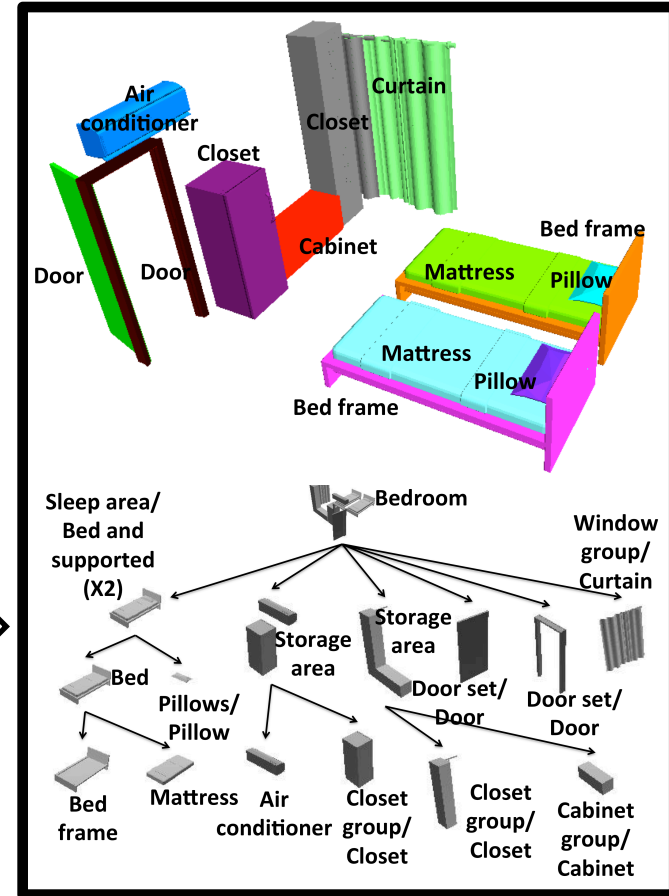 Air
conditioner
Curtain
Closet
Closet
Door
Door
Cabinet
Bed frame
Mattress
Pillow
Mattress
Pillow
Bed frame
Sleep area/
Bed and
supported
(X2)
Bedroom
Window
group/
Curtain
Storage
area
Storage
area
Bed
Pillows/
Pillow
Door set/
Door
Door set/
Door
Bed
frame
Mattress
Air
conditioner
Closet
group/
Closet
Closet
group/
Closet
Cabinet
group/
Cabinet